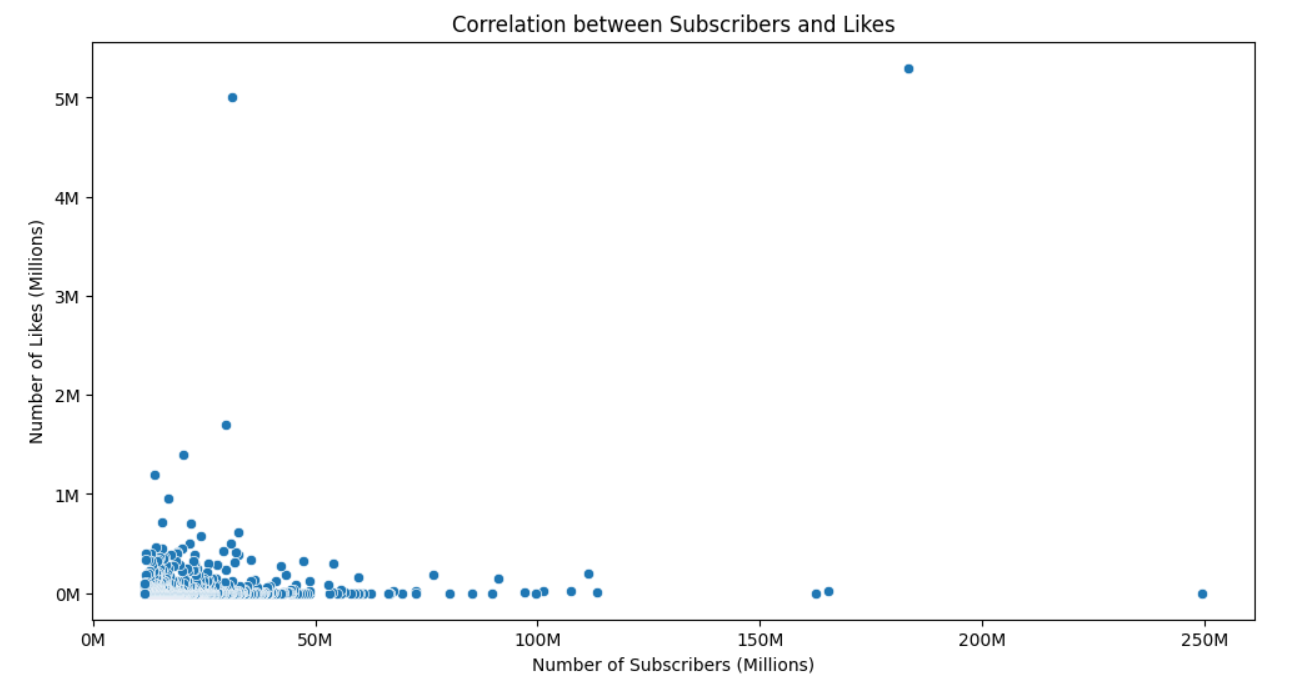 Correlation between Subscribers and Likes
Number of Likes (Millions)
5M
4M
3M
2M
1M
0M
0M 50M 100M 150M 200M 250M
Number of Subscribers (Millions)